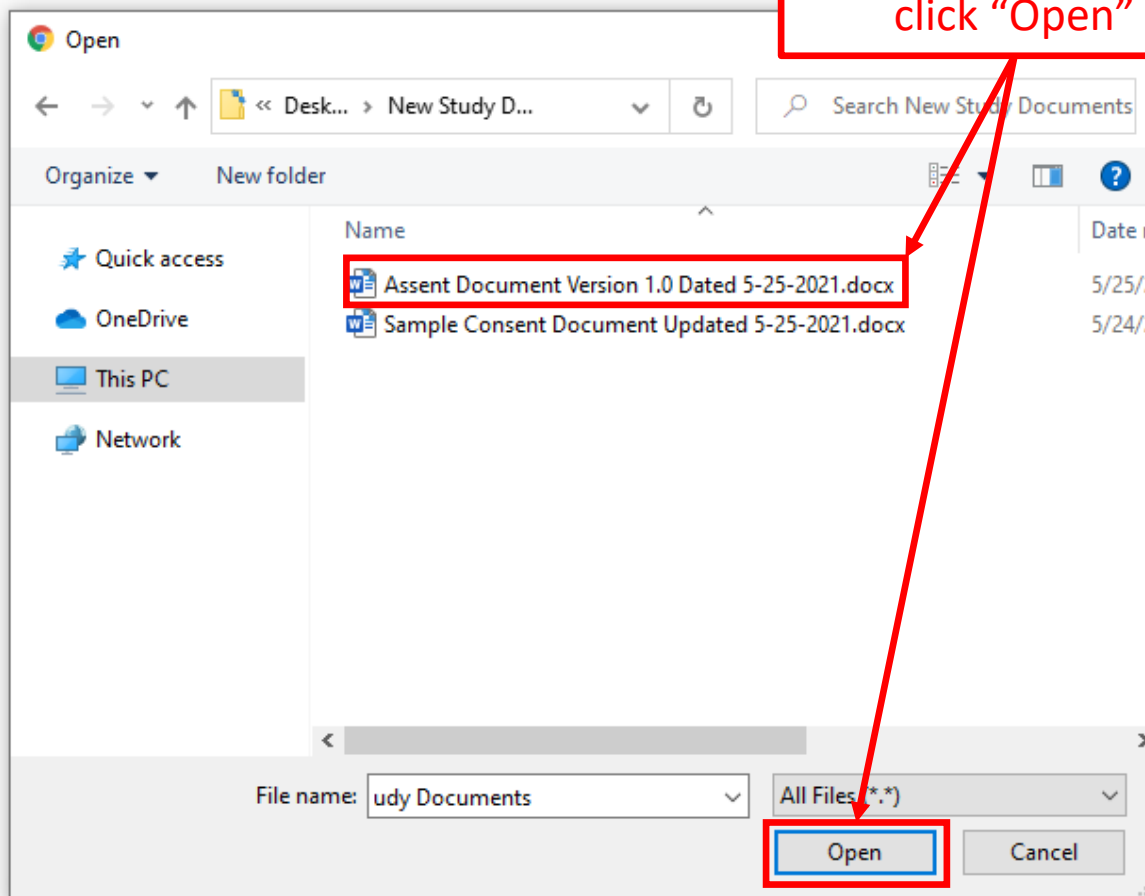 click “Open”
Open
« Desk... › New Study D...
Search New Study Documents
Organize
New folder
?
Name
Date
Quick access
Assent Document Version 1.0 Dated 5-25-2021.docx
5/25/
OneDrive
Sample Consent Document Updated 5-25-2021.docx
5/24/
This PC
Network
File name:
udy Documents
All Files (*.*)
Open
Cancel